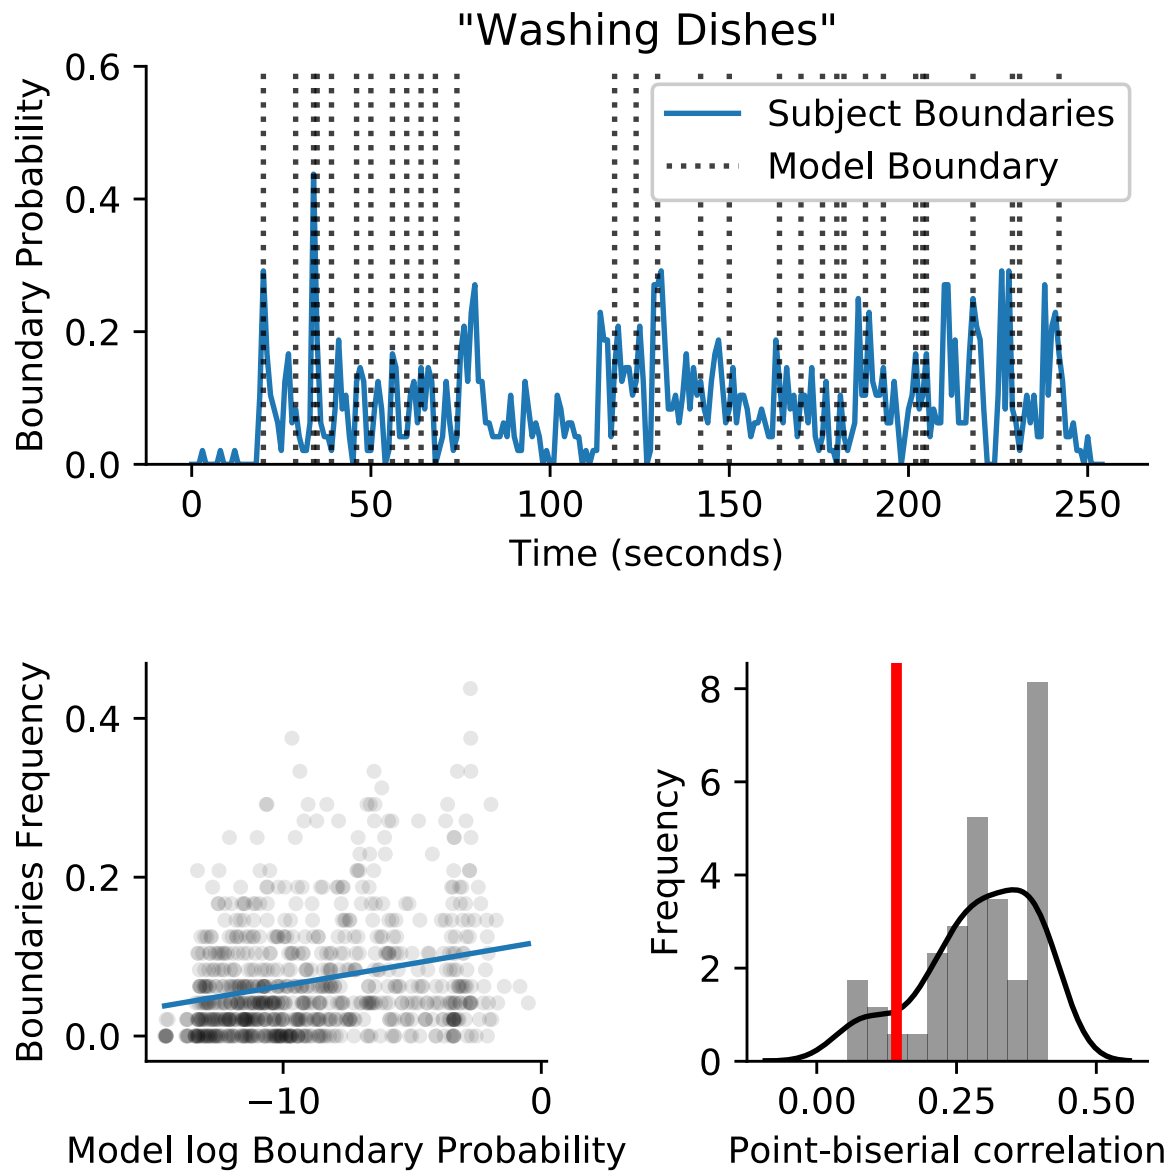 "Washing Dishes"
Boundary Probability
0.6
0.4
0.2
0.0
Subject Boundaries
Model Boundary
0 50 100 150 200 250
Time (seconds)
Boundaries Frequency
0.4
0.2
0.0
−10 0
Model log Boundary Probability
Frequency
8
6
4
2
0
0.00 0.25 0.50
Point-biserial correlation